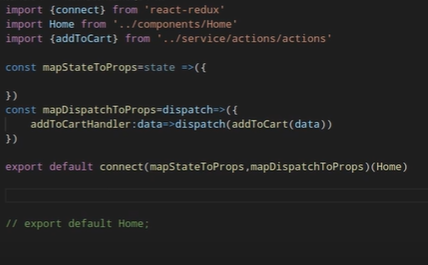 import {connect} from 'react-redux'
import Home from '../components/Home'
import {addToCart} from '../service/actions/actions'
const mapStateToProps=state =>({
})
const mapDispatchToProps=dispatch=>({
addToCartHandler:data=>dispatch(addToCart(data))
})
export default connect(mapStateToProps,mapDispatchToProps)(Home)
// export default Home;